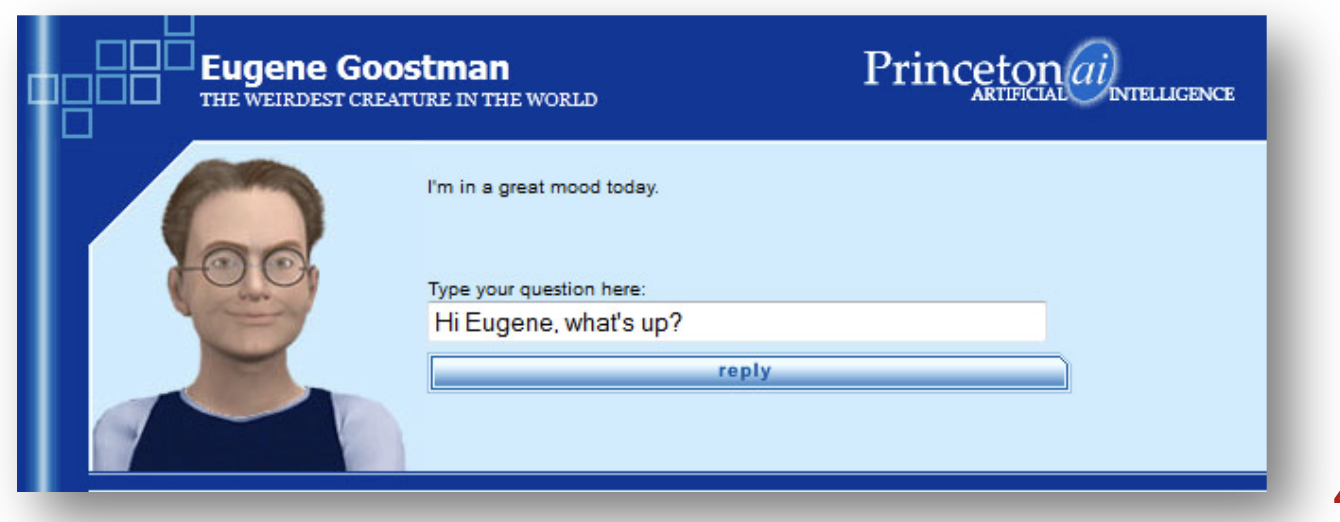 Eugene Goostman
THE WEIRDEST CREATURE IN THE WORLD
Princeton ai
ARTIFICIAL INTELLIGENCE
I'm in a great mood today.
Type your question here:
Hi Eugene, what's up?
reply